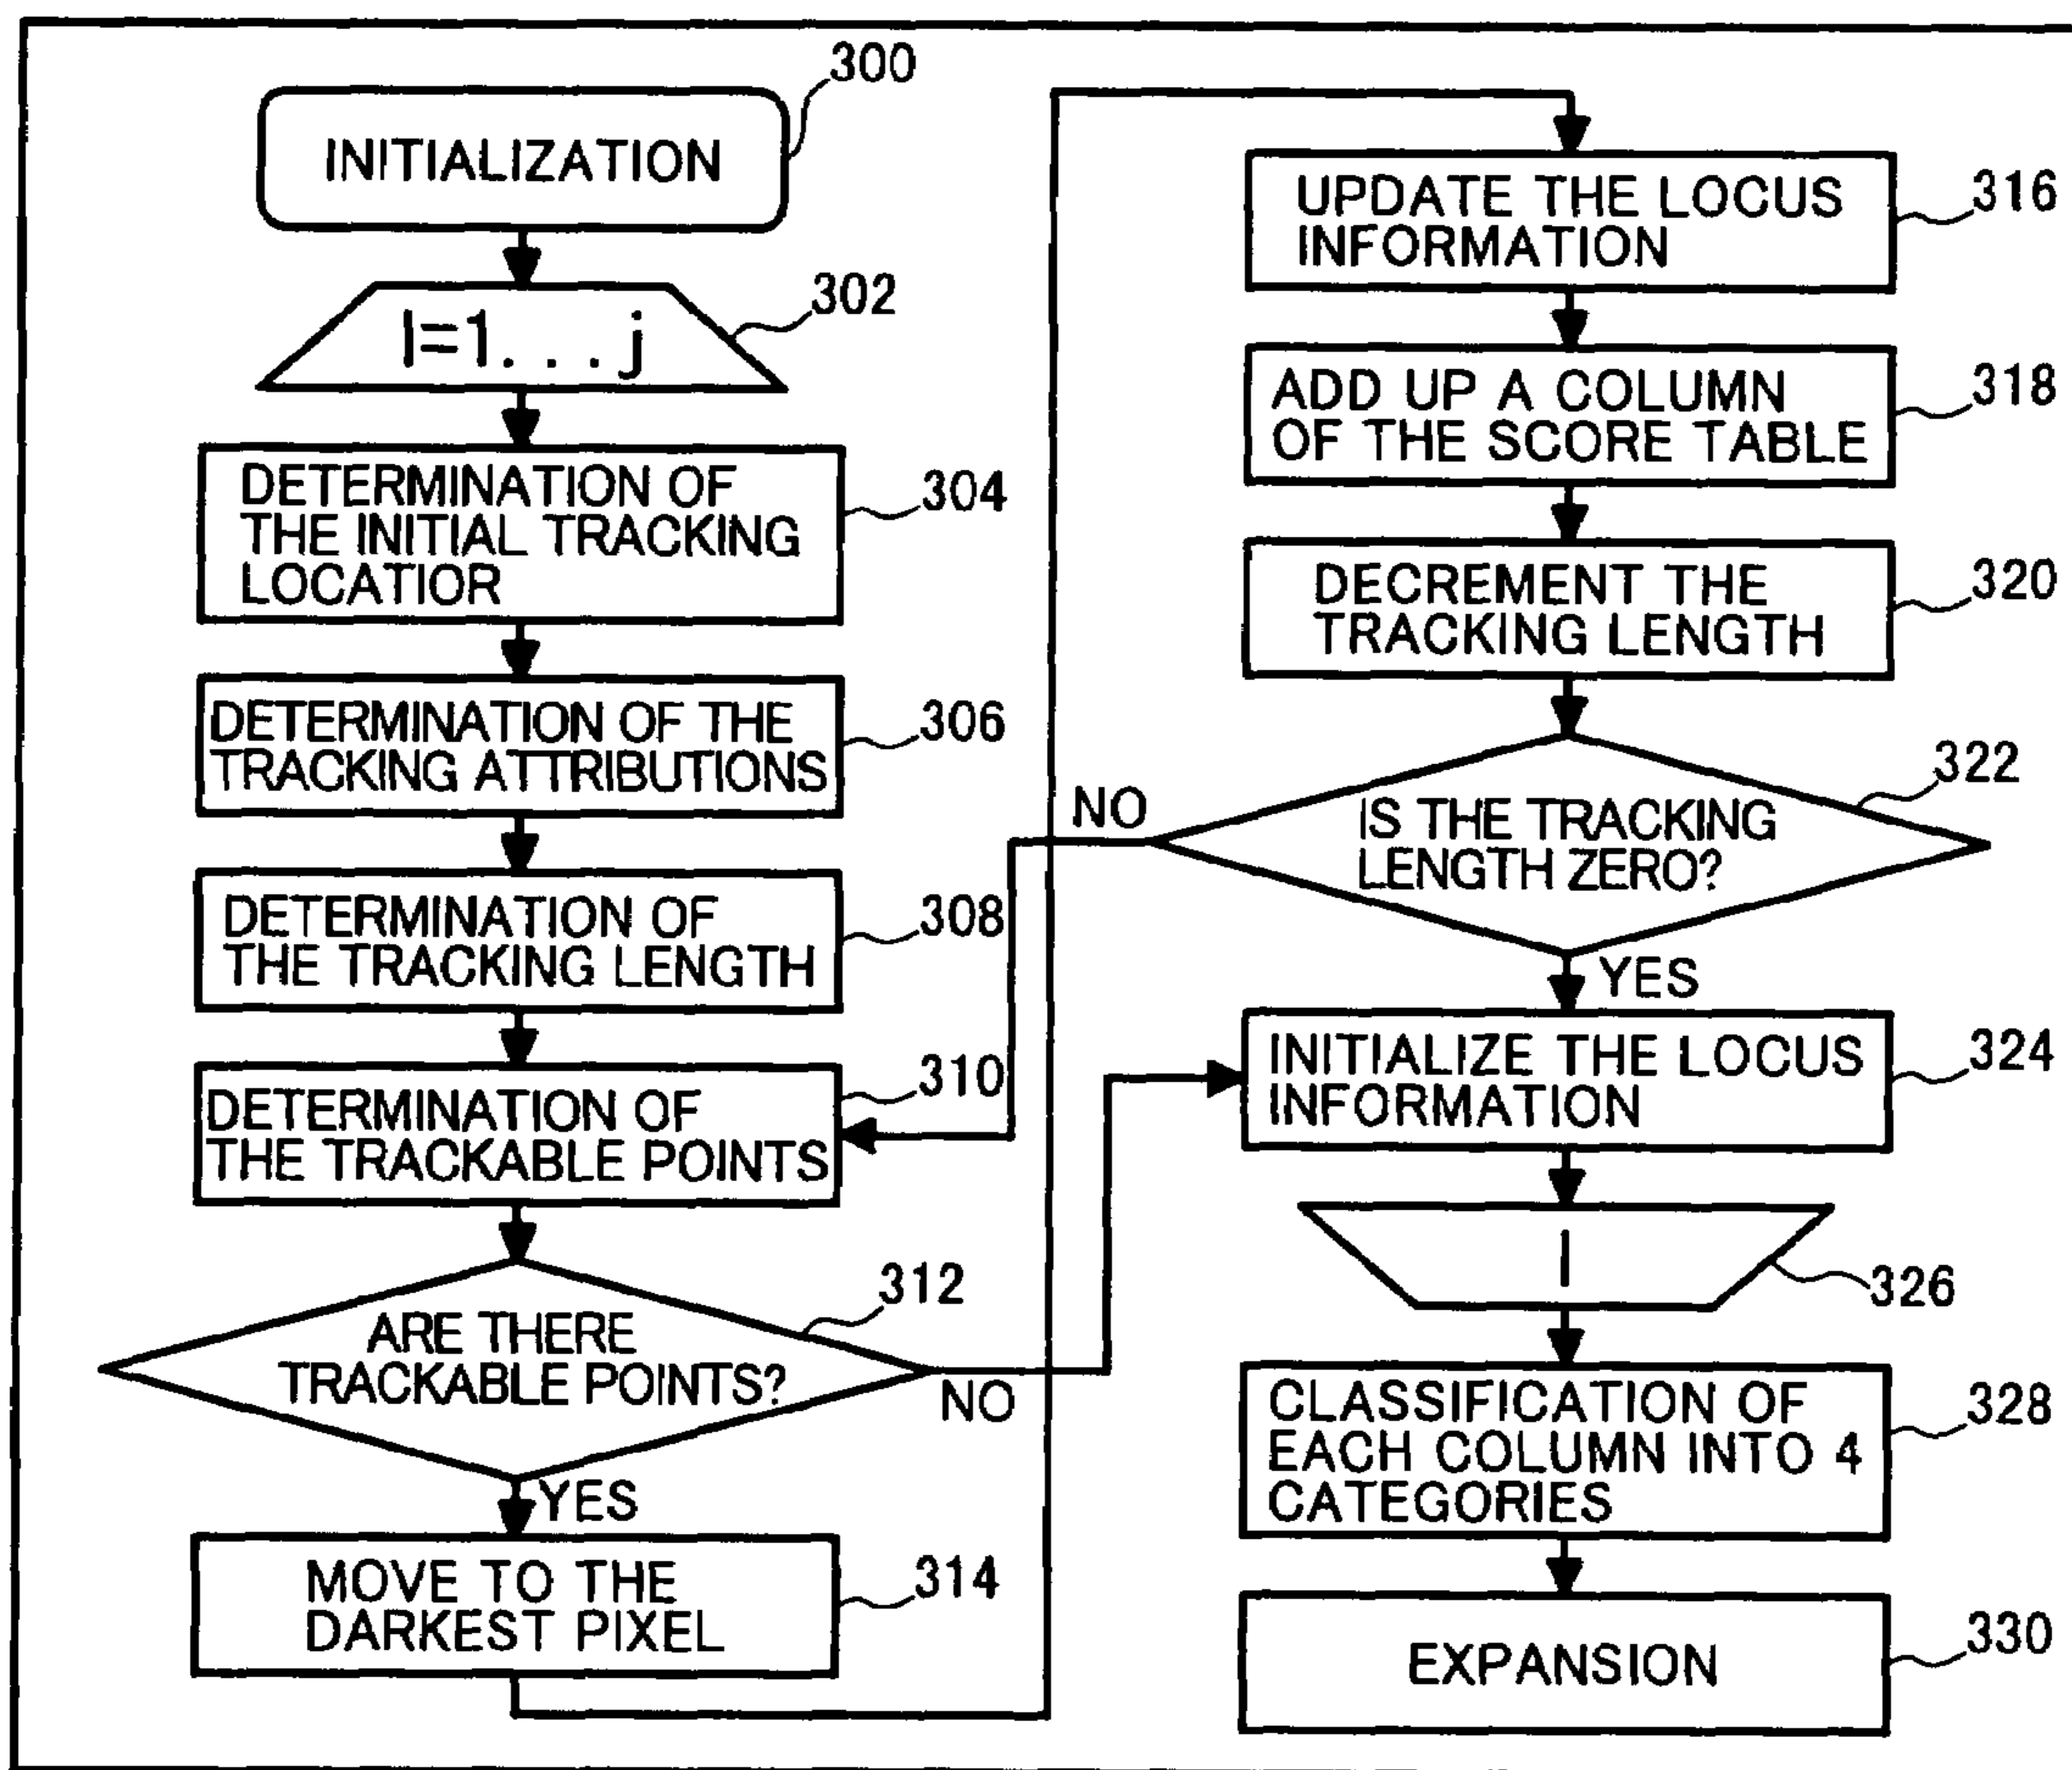 300
INITIALIZATION
302
I=1. . . j
304
DETERMINATION OF
THE INITIAL TRACKING
LOCATIOR
306
DETERMINATION OF THE
TRACKING ATTRIBUTIONS
308
DETERMINATION OF
THE TRACKING LENGTH
310
DETERMINATION OF
THE TRACKABLE POINTS
312
ARE THERE
TRACKABLE POINTS?
NO
YES
314
MOVE TO THE
DARKEST PIXEL
316
UPDATE THE LOCUS
INFORMATION
318
ADD UP A COLUMN
OF THE SCORE TABLE
320
DECREMENT THE
TRACKING LENGTH
322
IS THE TRACKING
LENGTH ZERO?
NO
YES
324
INITIALIZE THE LOCUS
INFORMATION
326
I
328
CLASSIFICATION OF
EACH COLUMN INTO 4
CATEGORIES
330
EXPANSION